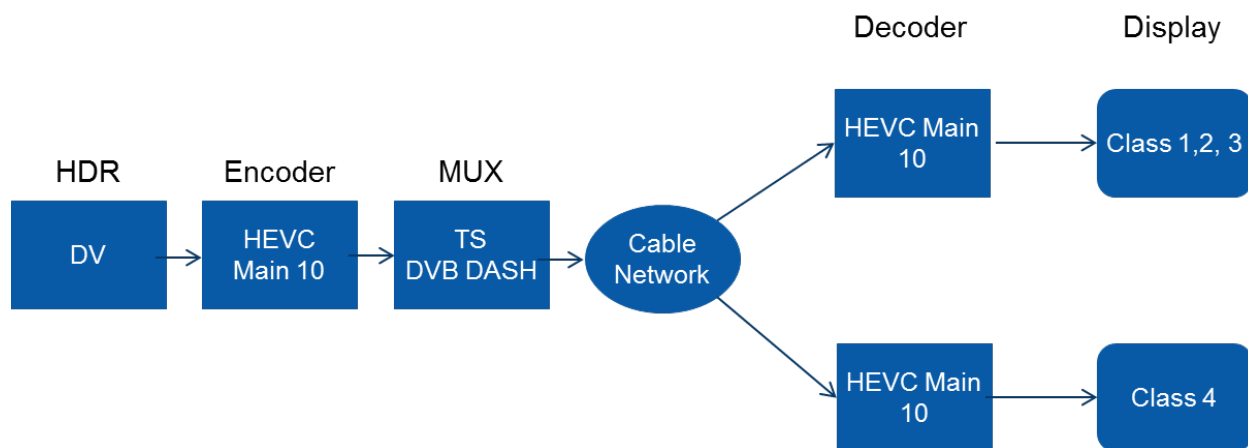 Decoder
Display
HEVC Main
10
Class 1,2, 3
HDR
Encoder
MUX
DV
HEVC
Main 10
TS
DVB DASH
Cable
Network
HEVC Main
10
Class 4